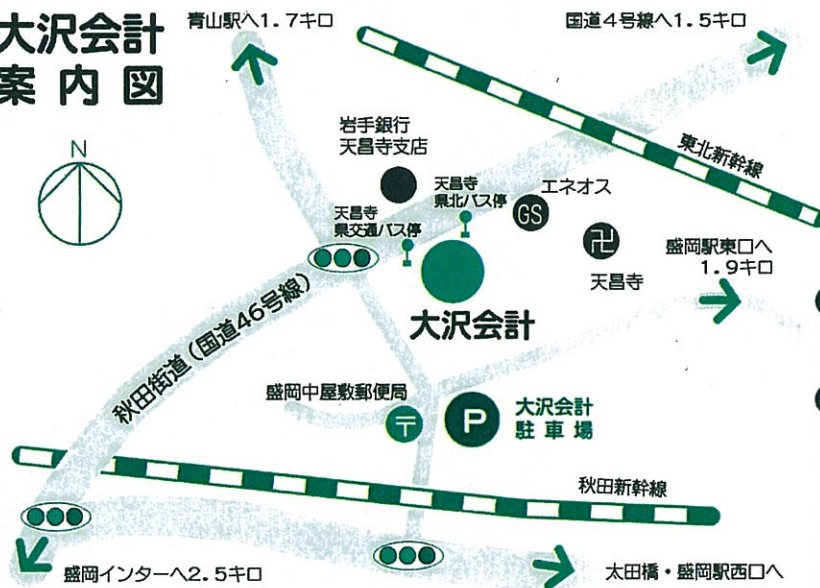 大沢会計
案内図
青山駅へ1.7キロ
国道4号線へ1.5キロ
N
岩手銀行
天昌寺支店
東北新幹線
天昌寺
県北バス停
エネオス
GS
天昌寺
県交通バス停
卍
天昌寺
盛岡駅東口へ
1.9キロ
大沢会計
秋田街道(国道46号線)
盛岡中屋敷郵便局
〒
P
大沢会計
駐車場
秋田新幹線
盛岡インターへ2.5キロ
太田橋・盛岡駅西口へ